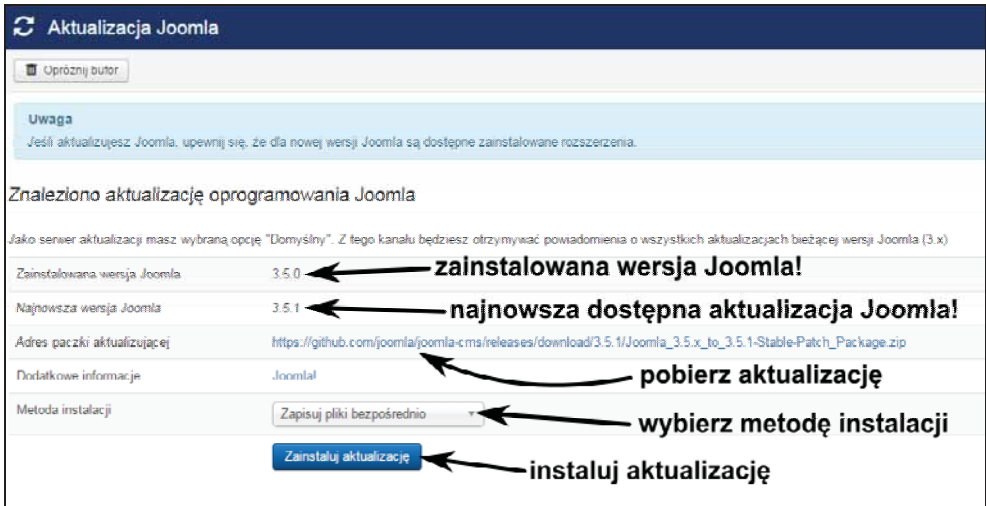 Aktualizacja Joomla
Opróżnij bufor
Uwaga
Jeśli aktualizujesz Joomla, upewnij się, że dla nowej wersji Joomla są dostępne zainstalowane rozszerzenia.
Znaleziono aktualizację oprogramowania Joomla
Jako serwer aktualizacji masz wybraną opcję "Domyślny". Z tego kanału będziesz otrzymywać powiadomienia o wszystkich aktualizacjach bieżącej wersji Joomla (3.x)
Zainstalowana wersja Joomla 3.5.0 zainstalowana wersja Joomla!
Najnowsza wersja Joomla 3.5.1 najnowsza dostępna aktualizacja Joomla!
Adres paczki aktualizującej https://github.com/joomla/joomla-cms/releases/download/3.5.1/Joomla_3.5.x_to_3.5.1-Stable-Patch_Package.zip
Dodatkowe informacje Joomla! pobierz aktualizację
Metoda instalacji Zapisuj pliki bezpośrednio wybierz metodę instalacji
Zainstaluj aktualizację instaluj aktualizację